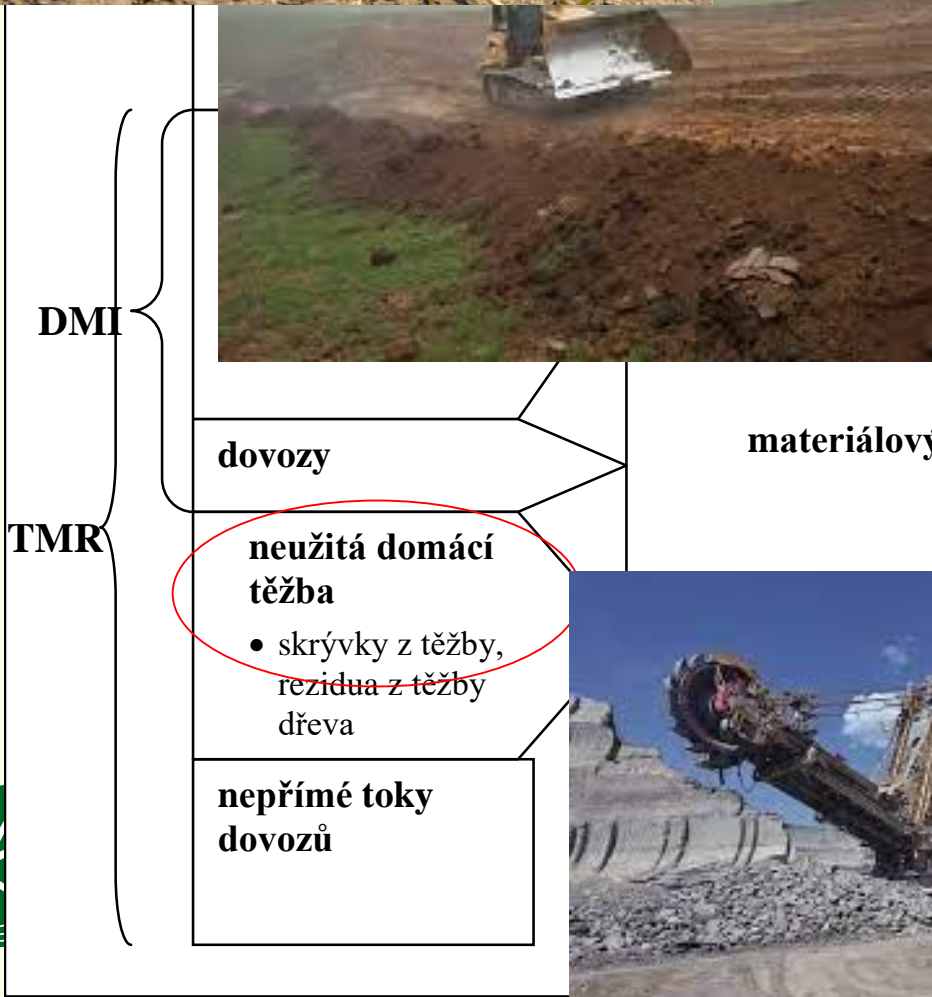 DMI
dovozy
materiálový
TMR
neužitá domácí
těžba
• skrývky z těžby,
rezidua z těžby
dřeva
nepřímé toky
dovozů